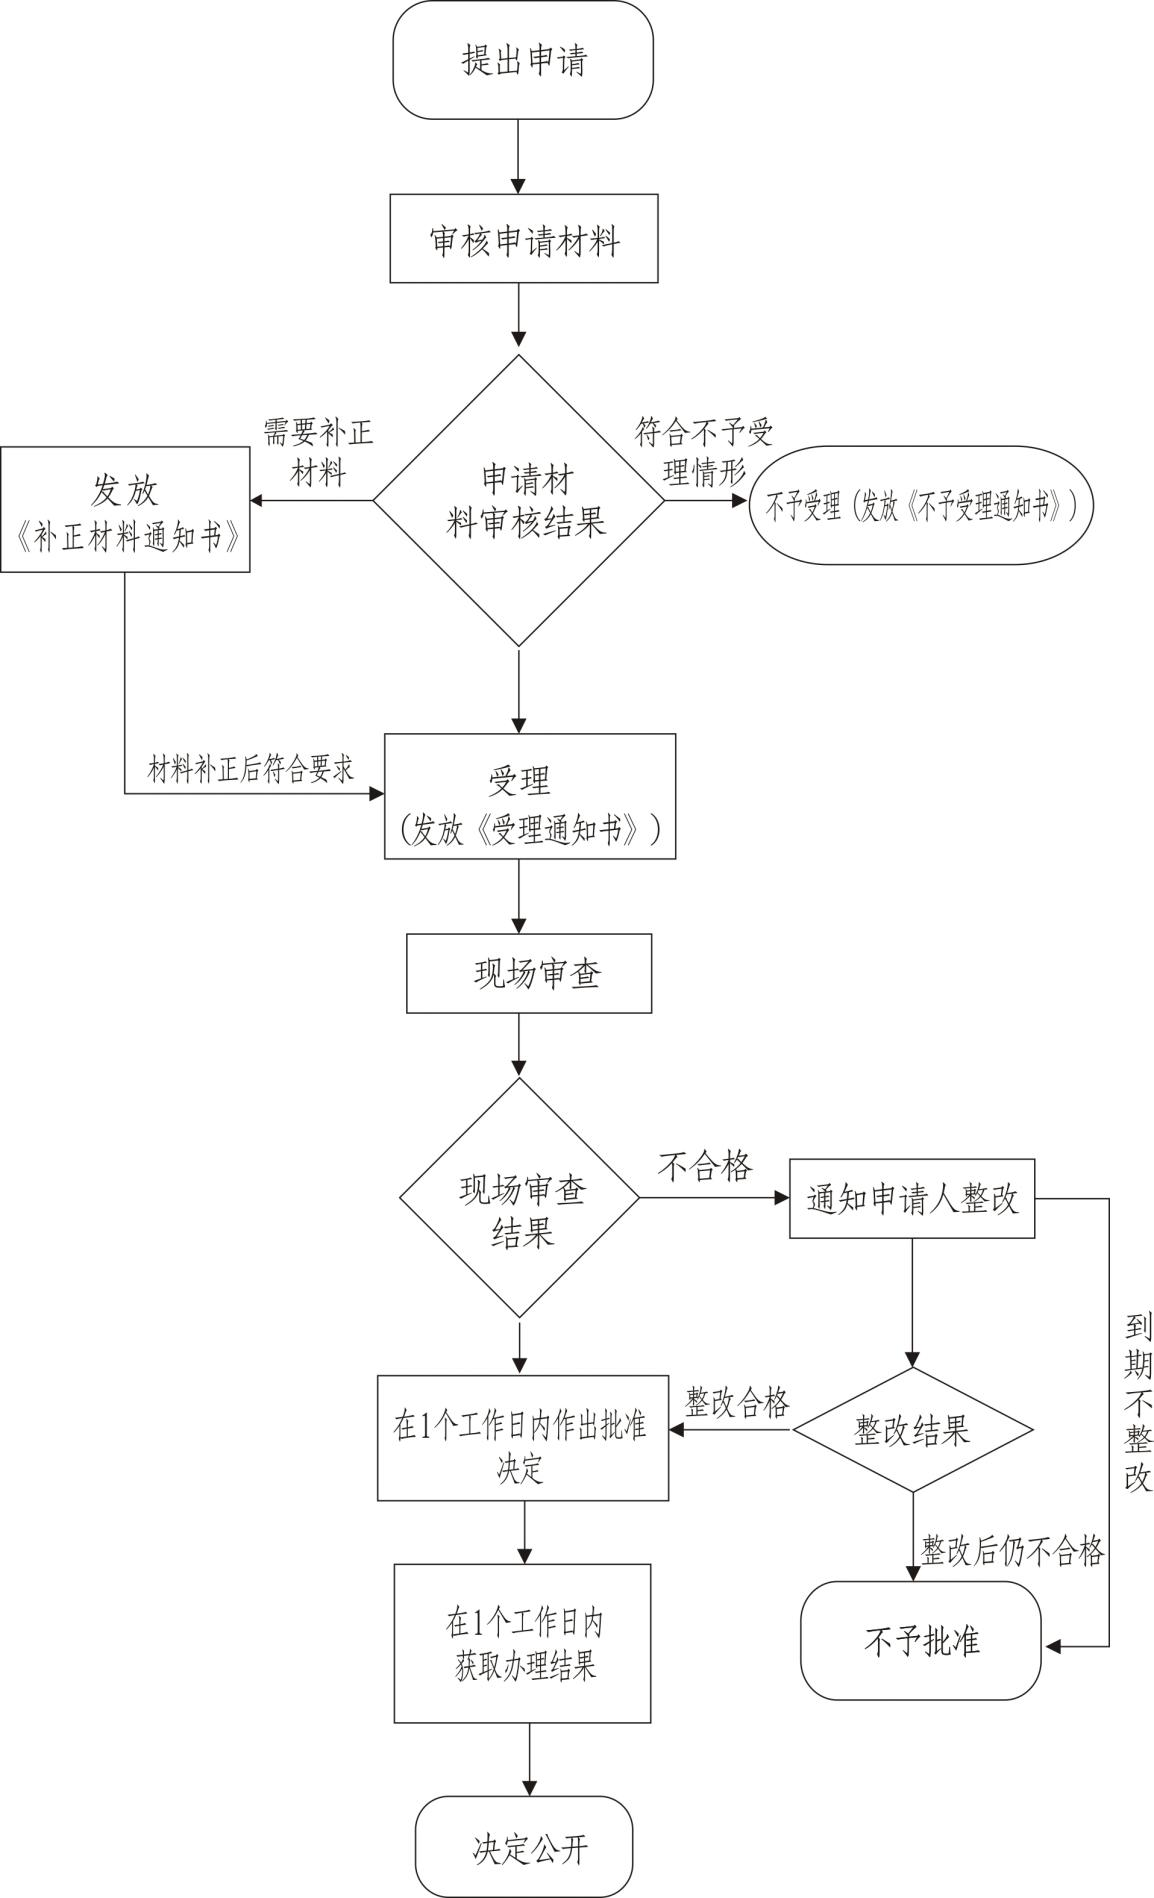 提出申请
审核申请材料
需要补正
材料
符合不予受
理情形
发放
《补正材料通知书》
申请材
料审核结果
不予受理（发放《不予受理通知书》）
材料补正后符合要求
受理
（发放《受理通知书》）
现场审查
不合格
现场审查
结果
通知申请人整改
到期不整改
整改合格
在1个工作日内作出批准
决定
整改结果
整改后仍不合格
在1个工作日内
获取办理结果
不予批准
决定公开